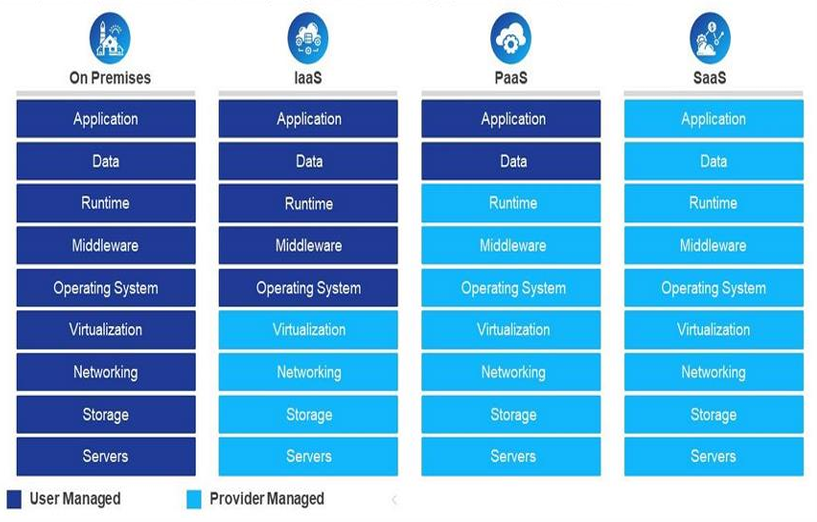 On Premises IaaS PaaS SaaS
Application Application Application Application
Data Data Data Data
Runtime Runtime Runtime Runtime
Middleware Middleware Middleware Middleware
Operating System Operating System Operating System Operating System
Virtualization Virtualization Virtualization Virtualization
Networking Networking Networking Networking
Storage Storage Storage Storage
Servers Servers Servers Servers
User Managed Provider Managed